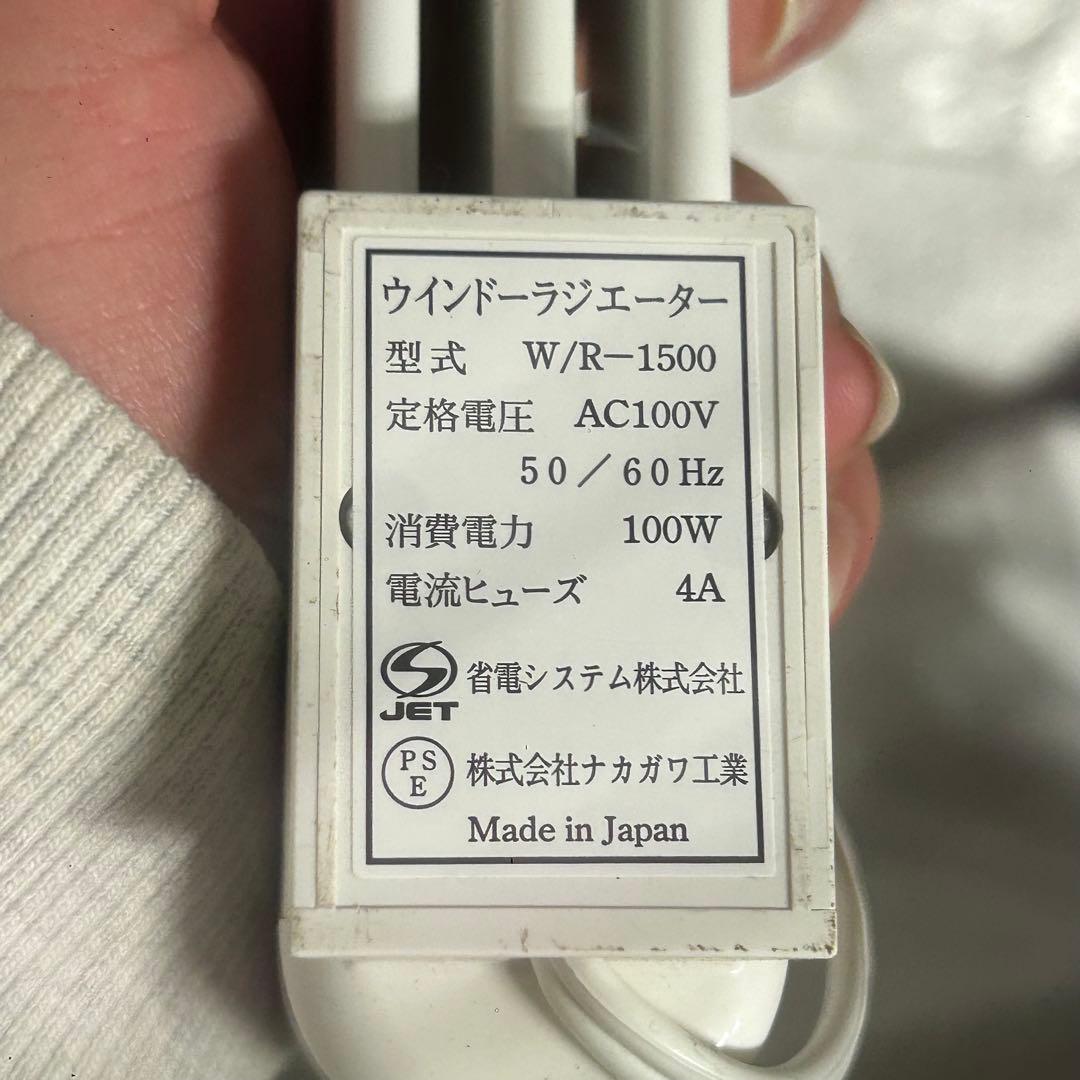 ウインドーラジエーター
型式 W/R−1500
定格電圧 AC100V
50／60Hz
消費電力 100W
電流ヒューズ 4A
JET 省電システム株式会社
PSE 株式会社ナカガワ工業
Made in Japan